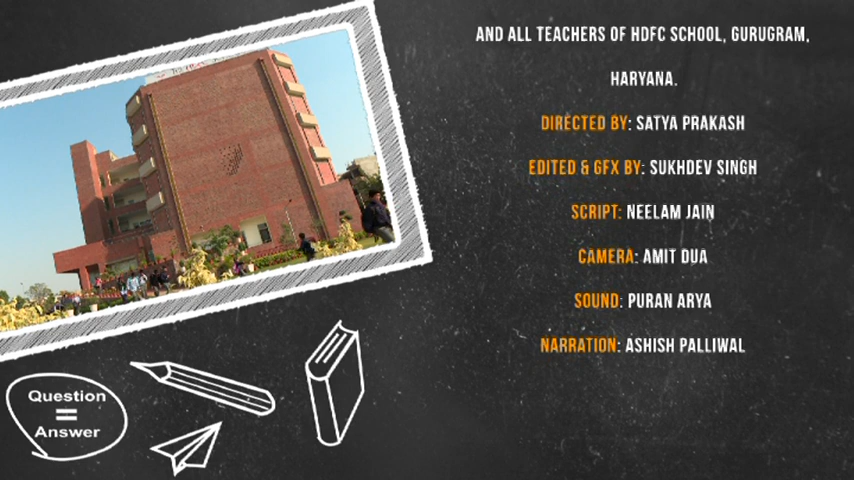 AND ALL TEACHERS OF HDFC SCHOOL, GURUGRAM,
HARYANA.
DIRECTED BY: SATYA PRAKASH
EDITED & GFX BY: SUKHDEV SINGH
SCRIPT: NEELAM JAIN
CAMERA: AMIT DUA
SOUND: PURAN ARYA
NARRATION: ASHISH PALLIWAL
Question
=
Answer